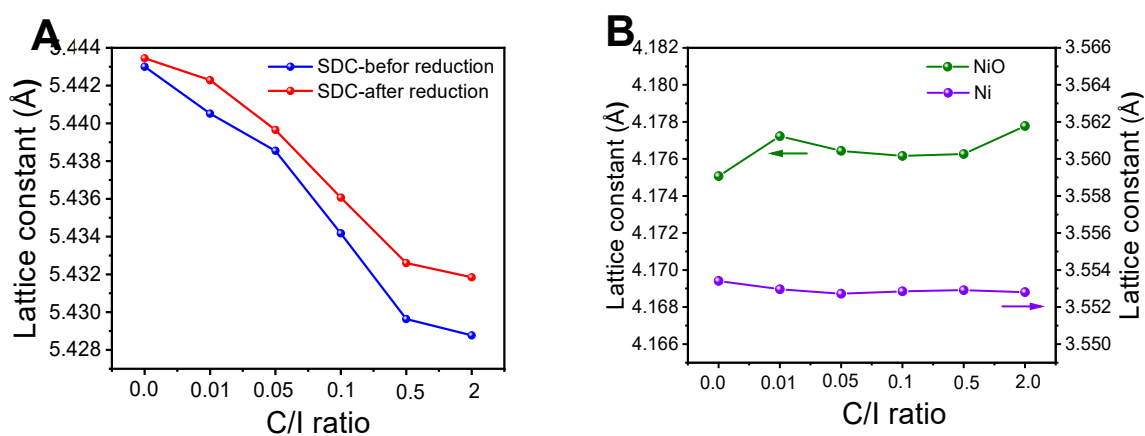 A
Lattice constant (Å)
5.444
5.442
5.440
5.438
5.436
5.434
5.432
5.430
5.428
SDC-befor reduction
SDC-after reduction
0.0 0.01 0.05 0.1 0.5 2
C/I ratio
B
Lattice constant (Å)
4.182
4.180
4.178
4.176
4.174
4.172
4.170
4.168
4.166
NiO
Ni
3.566
3.564
3.562
3.560
3.558
3.556
3.554
3.552
3.550
Lattice constant (Å)
0.0 0.01 0.05 0.1 0.5 2.0
C/I ratio